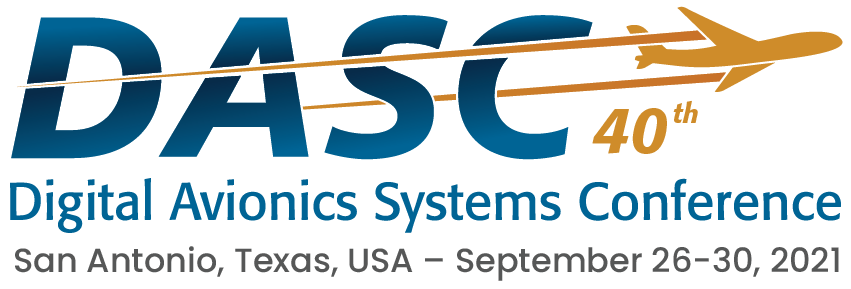 DASC
40th
Digital Avionics Systems Conference
San Antonio, Texas, USA – September 26-30, 2021